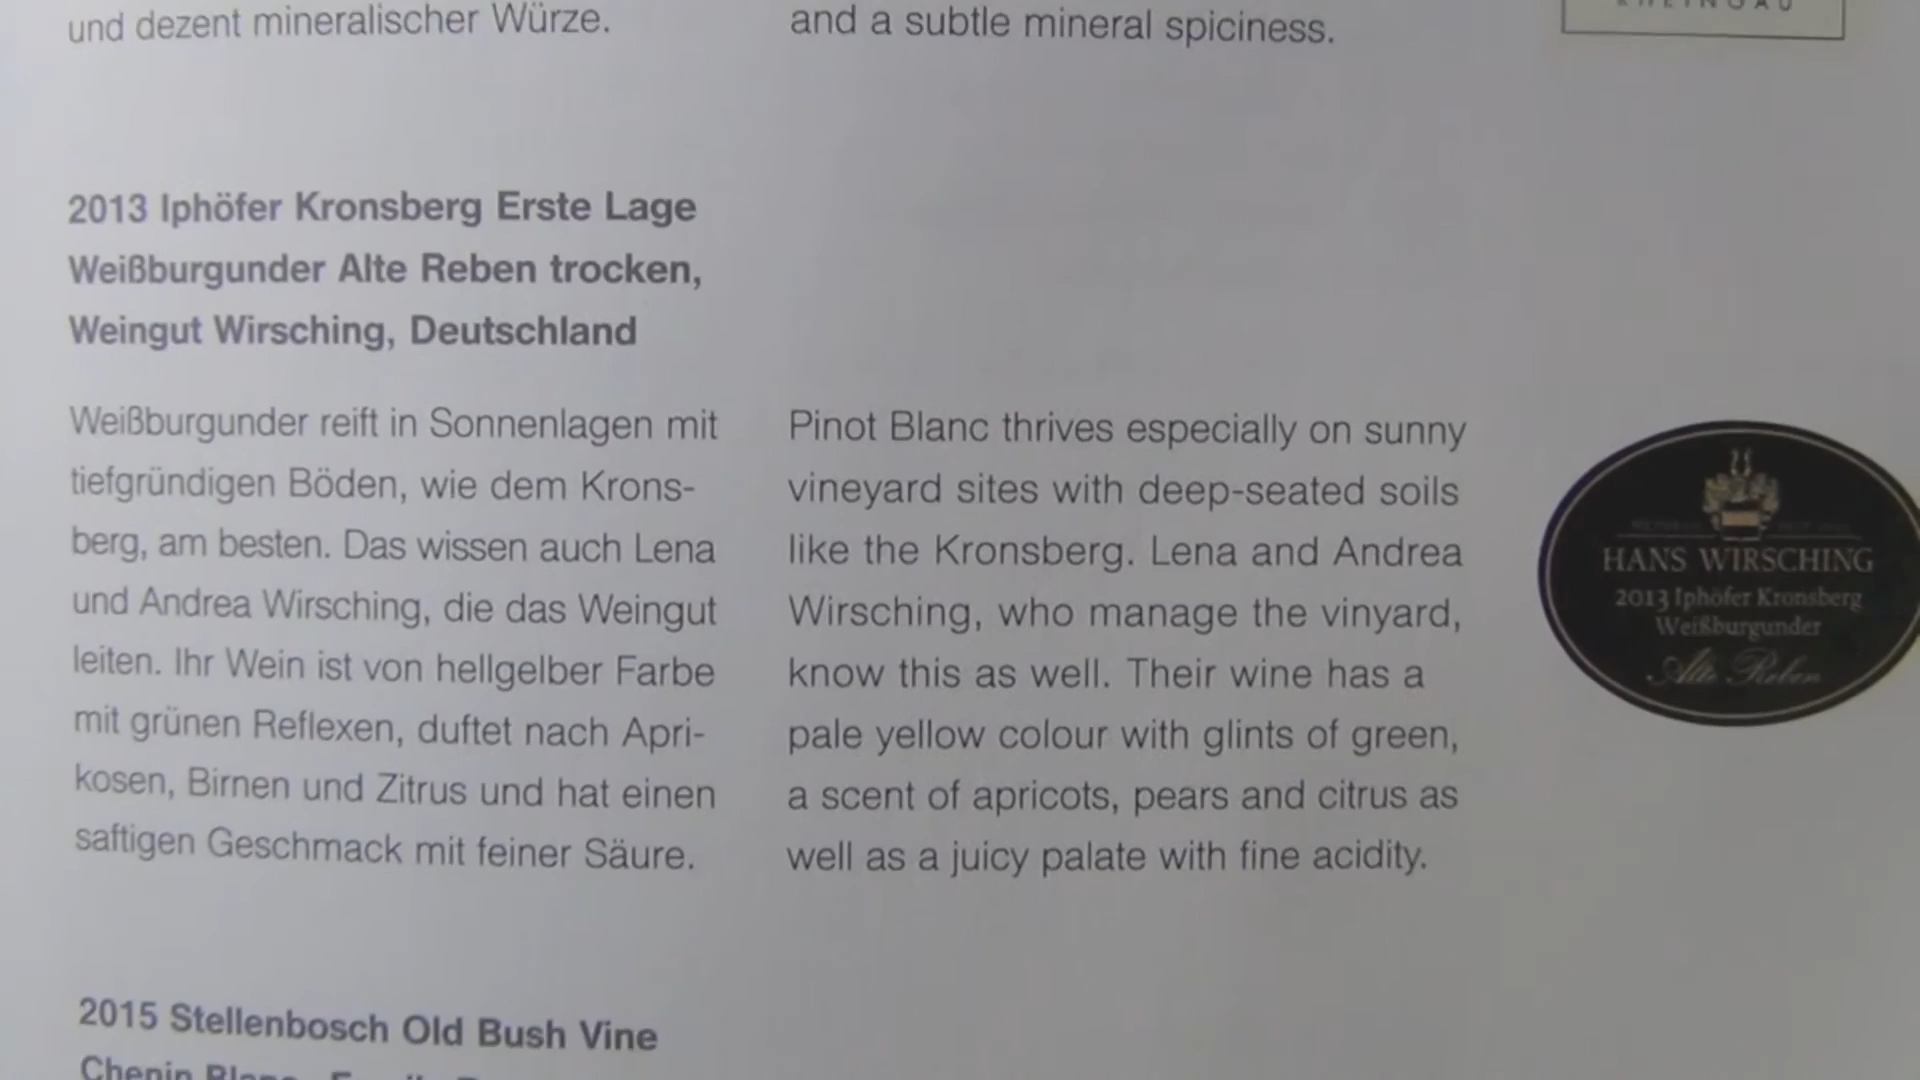 und dezent mineralischer Würze.
and a subtle mineral spiciness.
RHEINGAU
2013 Iphöfer Kronsberg Erste Lage
Weißburgunder Alte Reben trocken,
Weingut Wirsching, Deutschland
Weißburgunder reift in Sonnenlagen mit
tiefgründigen Böden, wie dem Krons-
berg, am besten. Das wissen auch Lena
und Andrea Wirsching, die das Weingut
leiten. Ihr Wein ist von hellgelber Farbe
mit grünen Reflexen, duftet nach Apri-
kosen, Birnen und Zitrus und hat einen
saftigen Geschmack mit feiner Säure.
Pinot Blanc thrives especially on sunny
vineyard sites with deep-seated soils
like the Kronsberg. Lena and Andrea
Wirsching, who manage the vinyard,
know this as well. Their wine has a
pale yellow colour with glints of green,
a scent of apricots, pears and citrus as
well as a juicy palate with fine acidity.
HANS WIRSCHING
2013 Iphöfer Kronsberg
Weißburgunder
Alte Reben
2015 Stellenbosch Old Bush Vine
Chenin Blanc